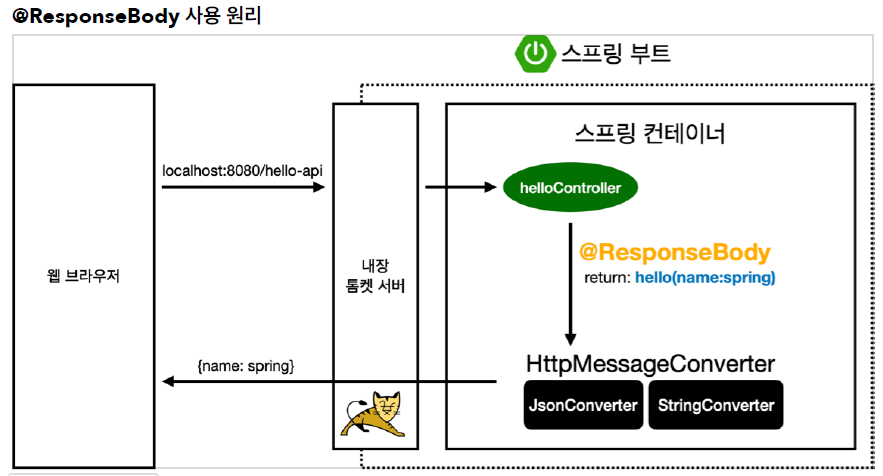 @ResponseBody 사용 원리
스프링 부트
스프링 컨테이너
localhost:8080/hello-api
helloController
@ResponseBody
return: hello(name:spring)
웹 브라우저
내장
톰켓 서버
HttpMessageConverter
{name: spring}
JsonConverter
StringConverter